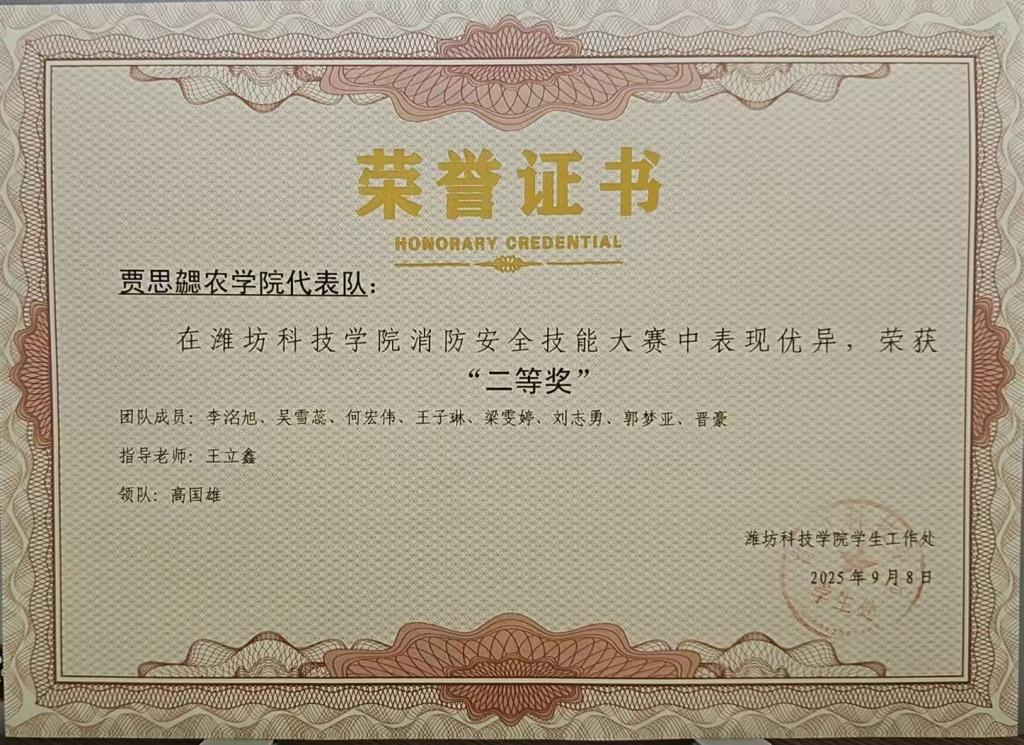 荣誉证书
HONORARY CREDENTIAL
贾思勰农学院代表队：
在潍坊科技学院消防安全技能大赛中表现优异，荣获
“二等奖”
团队成员：李洺旭、吴雪蕊、何宏伟、王子琳、梁雯婷、刘志勇、郭梦亚、晋豪
指导老师：王立鑫
领队：高国雄
潍坊科技学院学生工作处
2025年9月8日
学生处